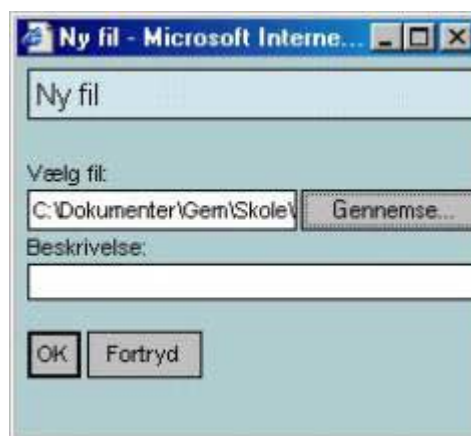 Ny fil - Microsoft Interne...
Ny fil
Vælg fil:
C:\Dokumenter\Gem\Skole\
Gennemse...
Beskrivelse:
OK Fortryd